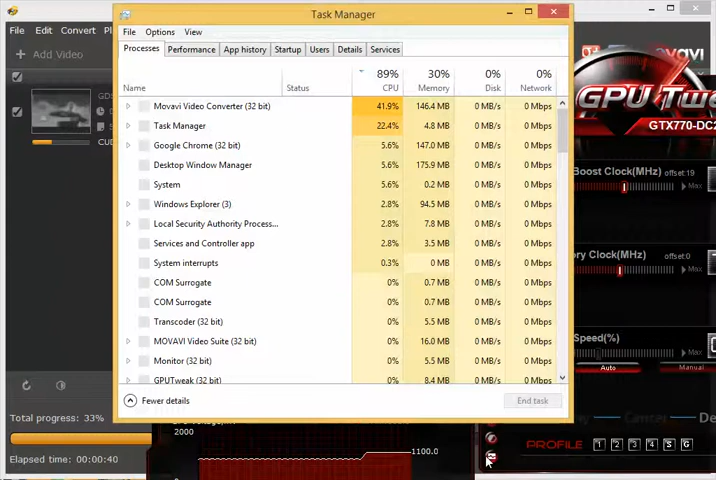 Task Manager
File Options View
Processes Performance App history Startup Users Details Services
89% 30% 0% 0%
Name Status CPU Memory Disk Network
Movavi Video Converter (32 bit) 41.9% 146.4 MB 0 MB/s 0 Mbps
Task Manager 22.4% 4.8 MB 0 MB/s 0 Mbps
Google Chrome (32 bit) 5.6% 147.0 MB 0 MB/s 0 Mbps
Desktop Window Manager 5.6% 175.9 MB 0 MB/s 0 Mbps
System 5.6% 0.2 MB 0 MB/s 0 Mbps
Windows Explorer (3) 2.8% 94.5 MB 0 MB/s 0 Mbps
Local Security Authority Process... 2.8% 7.8 MB 0 MB/s 0 Mbps
Services and Controller app 2.8% 3.5 MB 0 MB/s 0 Mbps
System interrupts 0.3% 0 MB 0 MB/s 0 Mbps
COM Surrogate 0% 0.7 MB 0 MB/s 0 Mbps
COM Surrogate 0% 0.7 MB 0 MB/s 0 Mbps
Transcoder (32 bit) 0% 5.5 MB 0 MB/s 0 Mbps
MOVAVI Video Suite (32 bit) 0% 16.0 MB 0 MB/s 0 Mbps
Monitor (32 bit) 0% 5.5 MB 0 MB/s 0 Mbps
GPUTweak (32 bit) 0% 8.4 MB 0 MB/s 0 Mbps
Fewer details End task
File Edit Convert
Add Video
Total progress: 33%
Elapsed time: 00:00:40
GPU Tw
GTX770-DC2
Boost Clock(MHz) offset:19
Max
ry Clock(MHz) offset:0
Max
Speed(%)
Auto Manual
2000
1100.0
PROFILE 1 2 3 4 S G